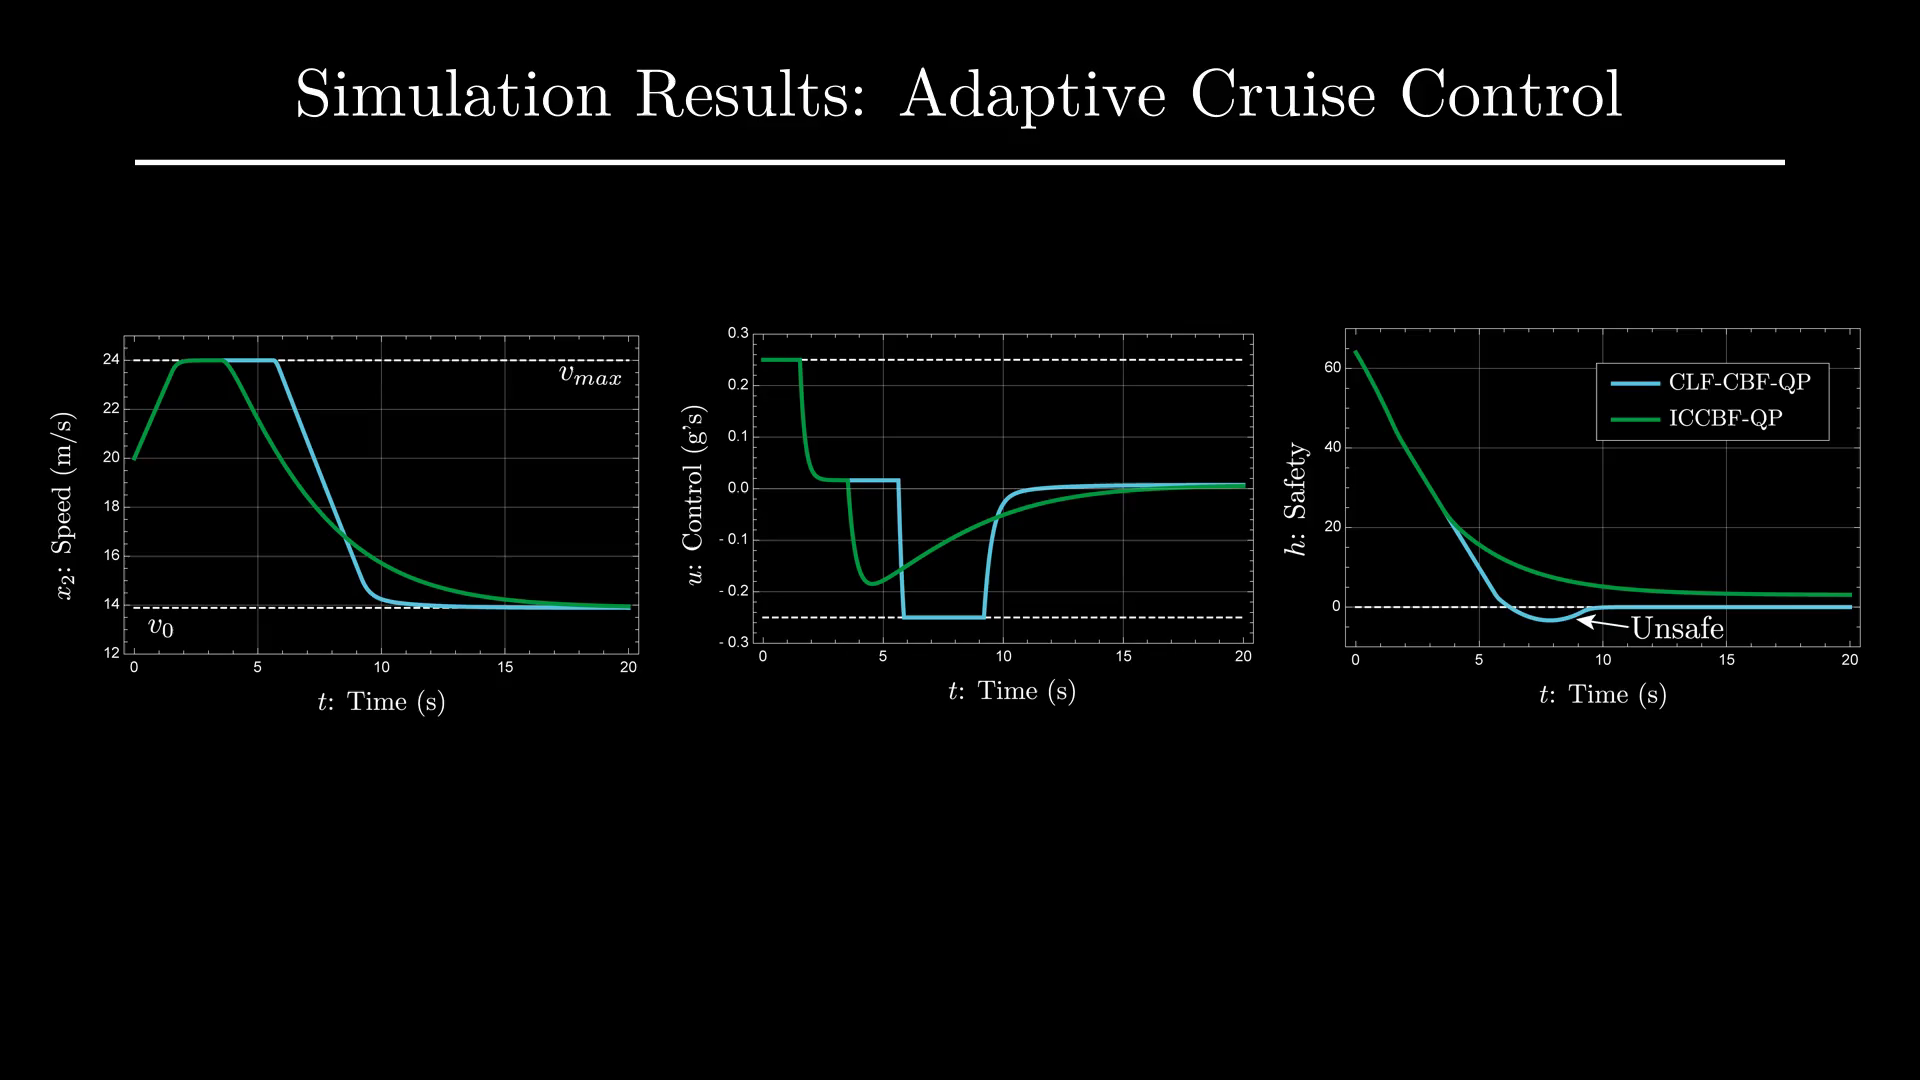 Simulation Results: Adaptive Cruise Control
24
22
20
18
16
14
12
0 5 10 15 20
v_max
v_0
x_2: Speed (m/s)
t: Time (s)
0.3
0.2
0.1
0.0
- 0.1
- 0.2
- 0.3
0 5 10 15 20
u: Control (g's)
t: Time (s)
60
40
20
0
0 5 10 15 20
CLF-CBF-QP
ICCBF-QP
Unsafe
h: Safety
t: Time (s)